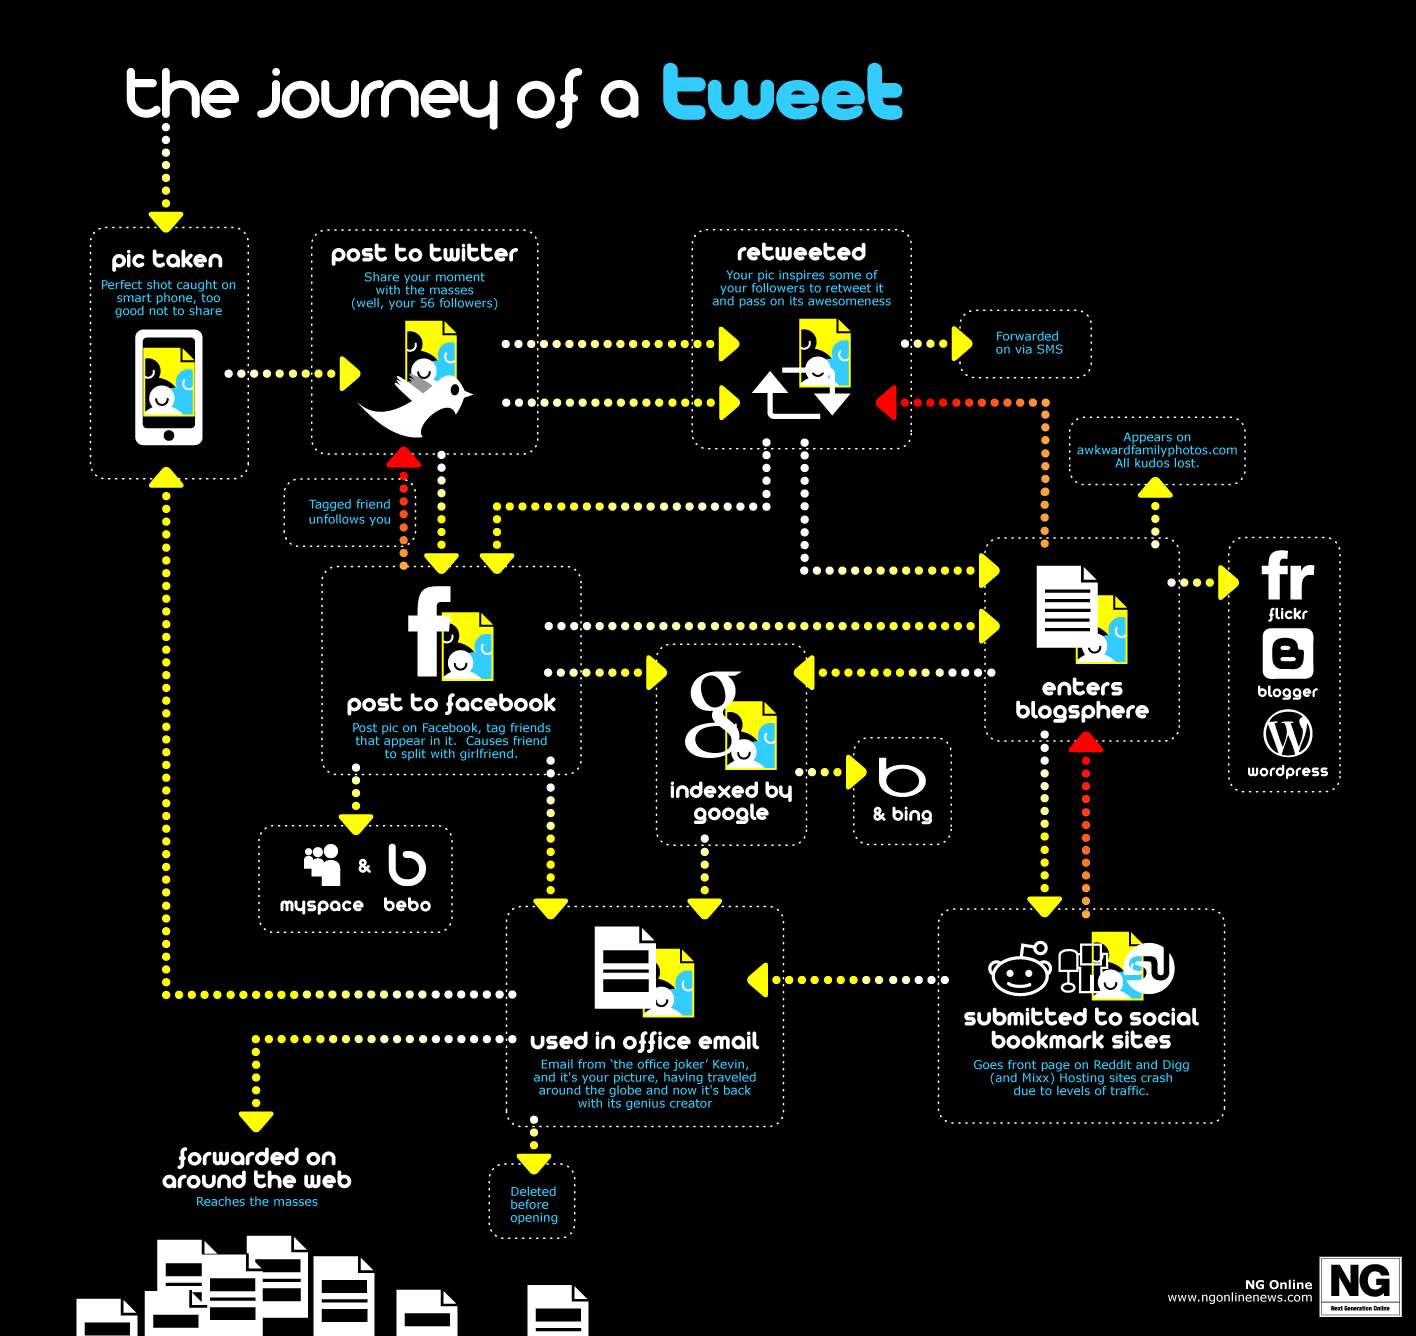 the journey of a tweet
pic taken
Perfect shot caught on
smart phone, too
good not to share
post to twitter
Share your moment
with the masses
(well, your 56 followers)
retweeted
Your pic inspires some of
your followers to retweet it
and pass on its awesomeness
Forwarded
on via SMS
Appears on
awkwardfamilyphotos.com
All kudos lost.
Tagged friend
unfollows you
f
post to facebook
Post pic on Facebook, tag friends
that appear in it. Causes friend
to split with girlfriend.
g
indexed by
google
b
& bing
enters
blogsphere
fr
flickr
B
blogger
W
wordpress
& b
myspace bebo
used in office email
Email from ‘the office joker’ Kevin,
and it's your picture, having traveled
around the globe and now it's back
with its genius creator
submitted to social
bookmark sites
Goes front page on Reddit and Digg
(and Mixx) Hosting sites crash
due to levels of traffic.
forwarded on
around the web
Reaches the masses
Deleted
before
opening
NG Online
www.ngonlinenews.com
NG
Next Generation Online